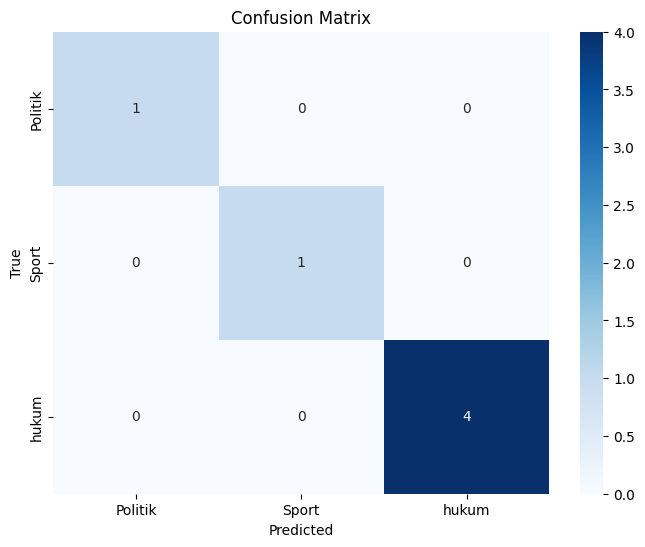 Confusion Matrix
Politik 1 0 0 4.0
3.5
3.0
True Sport 0 1 0 2.5
2.0
1.5
hukum 0 0 4 1.0
0.5
0.0
Politik Sport hukum
Predicted